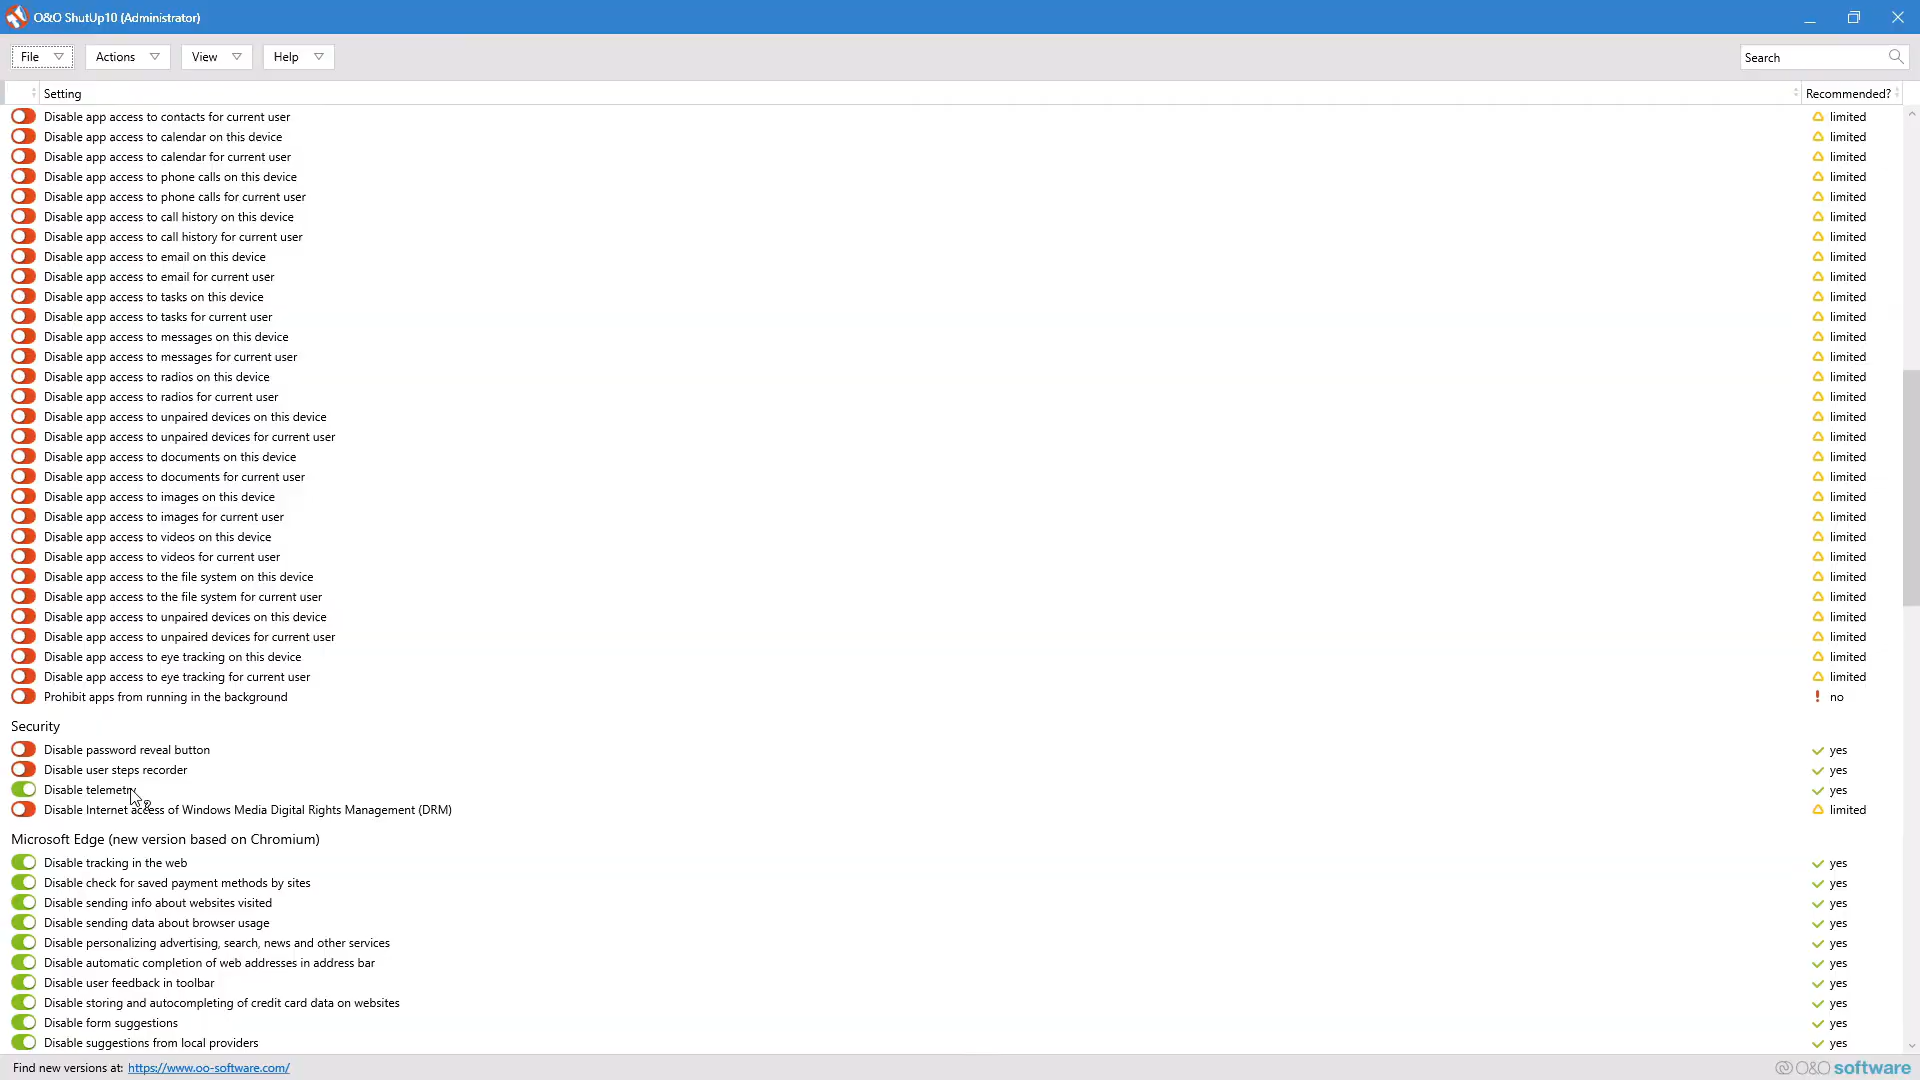 O&O ShutUp10 (Administrator)
File Actions View Help Search
Setting Recommended?
Disable app access to contacts for current user limited
Disable app access to calendar on this device limited
Disable app access to calendar for current user limited
Disable app access to phone calls on this device limited
Disable app access to phone calls for current user limited
Disable app access to call history on this device limited
Disable app access to call history for current user limited
Disable app access to email on this device limited
Disable app access to email for current user limited
Disable app access to tasks on this device limited
Disable app access to tasks for current user limited
Disable app access to messages on this device limited
Disable app access to messages for current user limited
Disable app access to radios on this device limited
Disable app access to radios for current user limited
Disable app access to unpaired devices on this device limited
Disable app access to unpaired devices for current user limited
Disable app access to documents on this device limited
Disable app access to documents for current user limited
Disable app access to images on this device limited
Disable app access to images for current user limited
Disable app access to videos on this device limited
Disable app access to videos for current user limited
Disable app access to the file system on this device limited
Disable app access to the file system for current user limited
Disable app access to unpaired devices on this device limited
Disable app access to unpaired devices for current user limited
Disable app access to eye tracking on this device limited
Disable app access to eye tracking for current user limited
Prohibit apps from running in the background no
Security
Disable password reveal button yes
Disable user steps recorder yes
Disable telemetry yes
Disable Internet access of Windows Media Digital Rights Management (DRM) limited
Microsoft Edge (new version based on Chromium)
Disable tracking in the web yes
Disable check for saved payment methods by sites yes
Disable sending info about websites visited yes
Disable sending data about browser usage yes
Disable personalizing advertising, search, news and other services yes
Disable automatic completion of web addresses in address bar yes
Disable user feedback in toolbar yes
Disable storing and autocompleting of credit card data on websites yes
Disable form suggestions yes
Disable suggestions from local providers yes
Find new versions at: https://www.oo-software.com/ O&O software